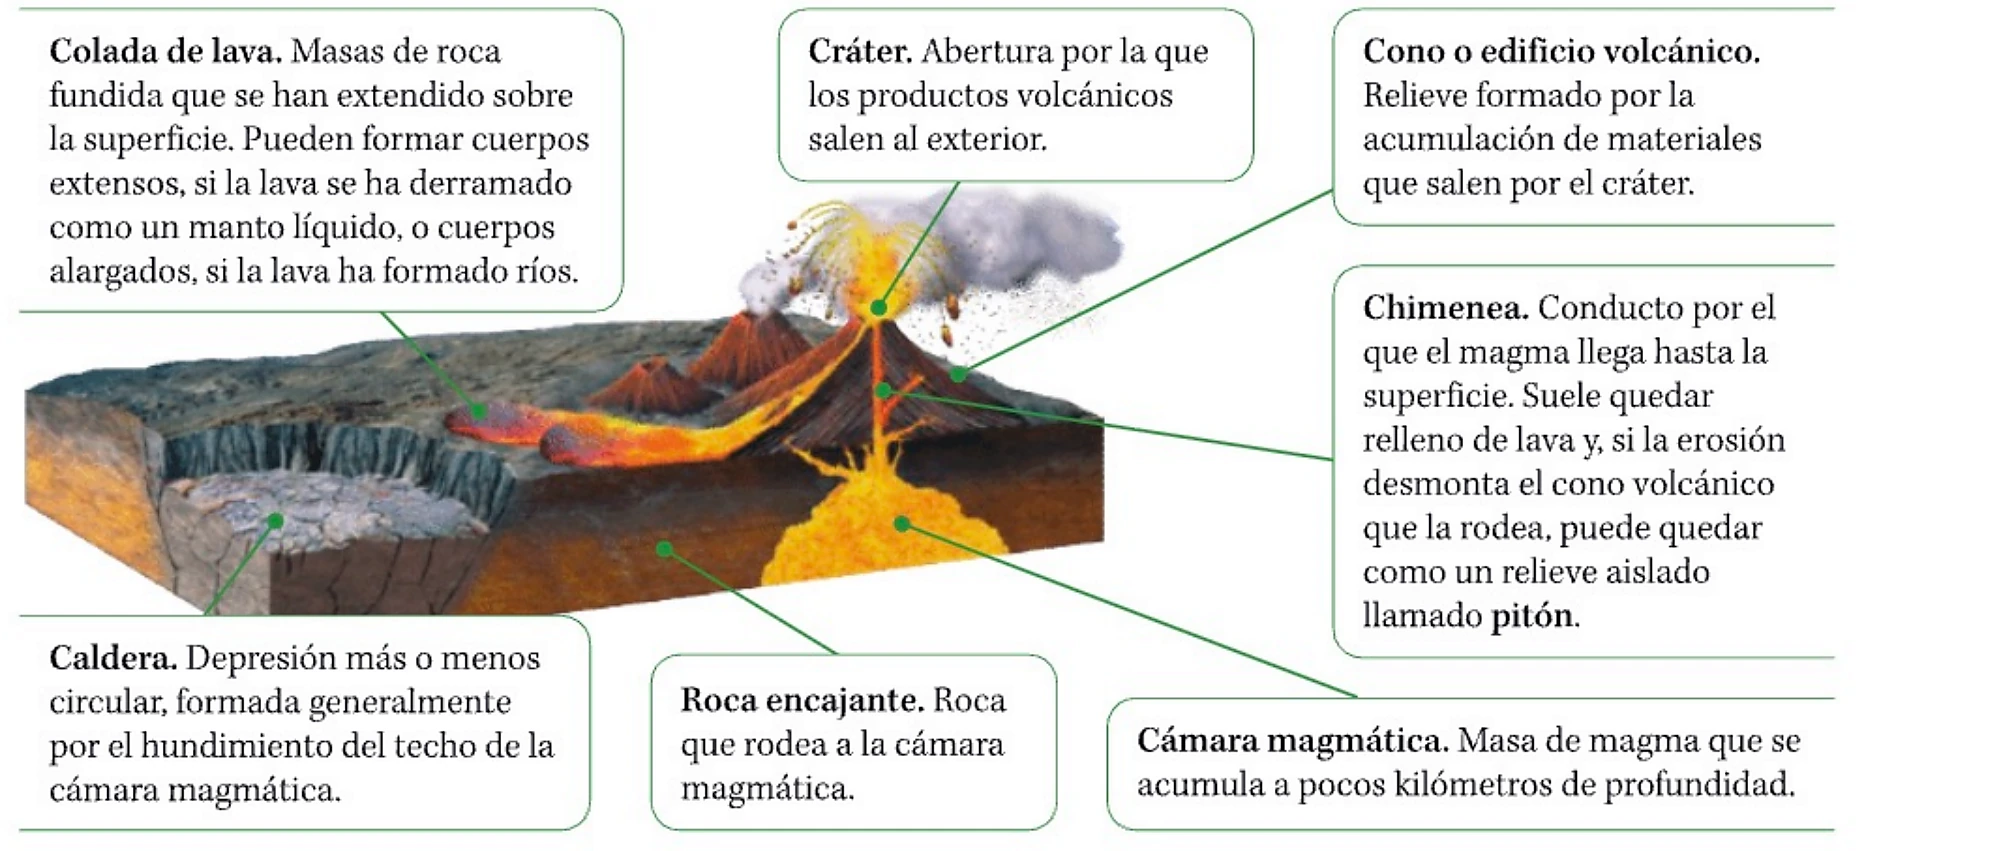 Colada de lava. Masas de roca
fundida que se han extendido sobre
la superficie. Pueden formar cuerpos
extensos, si la lava se ha derramado
como un manto líquido, o cuerpos
alargados, si la lava ha formado ríos.
Cráter. Abertura por la que
los productos volcánicos
salen al exterior.
Cono o edificio volcánico.
Relieve formado por la
acumulación de materiales
que salen por el cráter.
Chimenea. Conducto por el
que el magma llega hasta la
superficie. Suele quedar
relleno de lava y, si la erosión
desmonta el cono volcánico
que la rodea, puede quedar
como un relieve aislado
llamado pitón.
Caldera. Depresión más o menos
circular, formada generalmente
por el hundimiento del techo de la
cámara magmática.
Roca encajante. Roca
que rodea a la cámara
magmática.
Cámara magmática. Masa de magma que se
acumula a pocos kilómetros de profundidad.